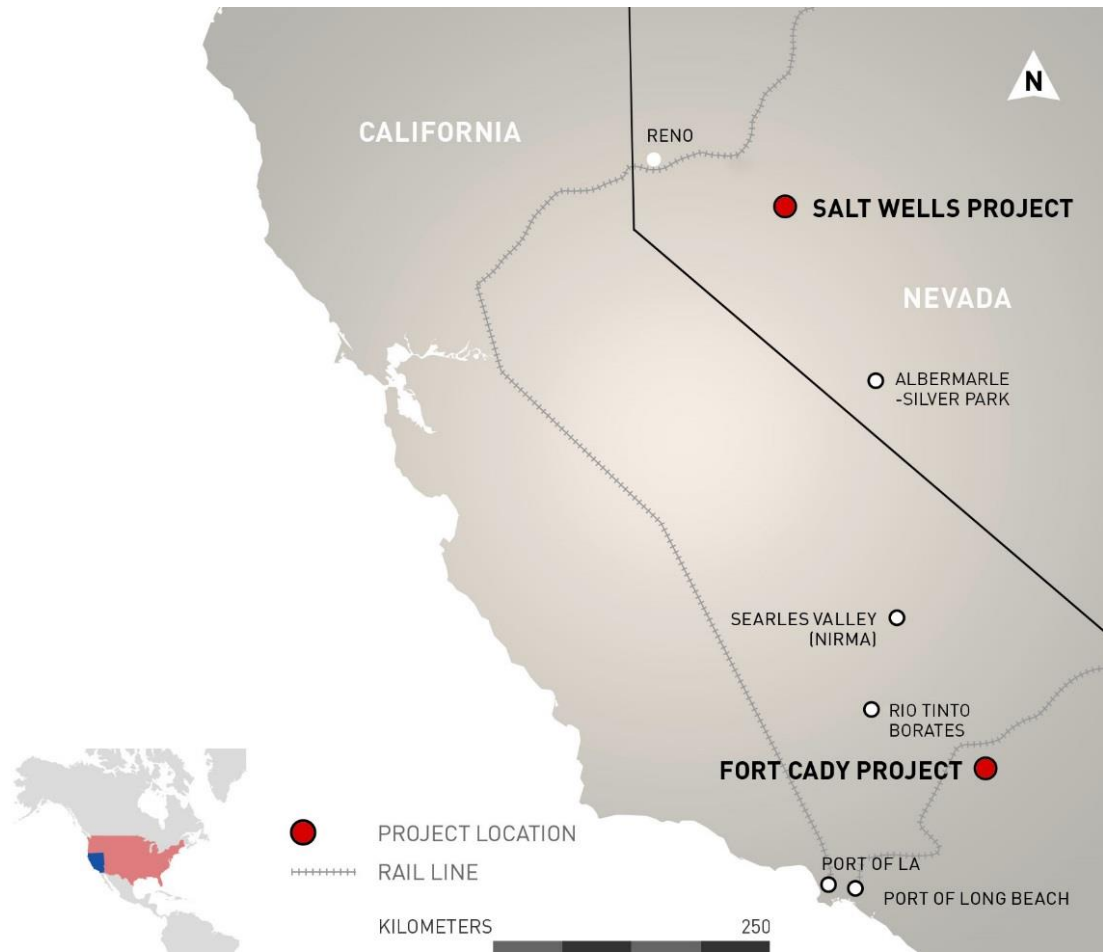 N
CALIFORNIA
RENO
SALT WELLS PROJECT
NEVADA
ALBERMARLE
-SILVER PARK
SEARLES VALLEY
(NIRMA)
RIO TINTO
BORATES
FORT CADY PROJECT
PROJECT LOCATION
RAIL LINE
PORT OF LA
PORT OF LONG BEACH
KILOMETERS
250